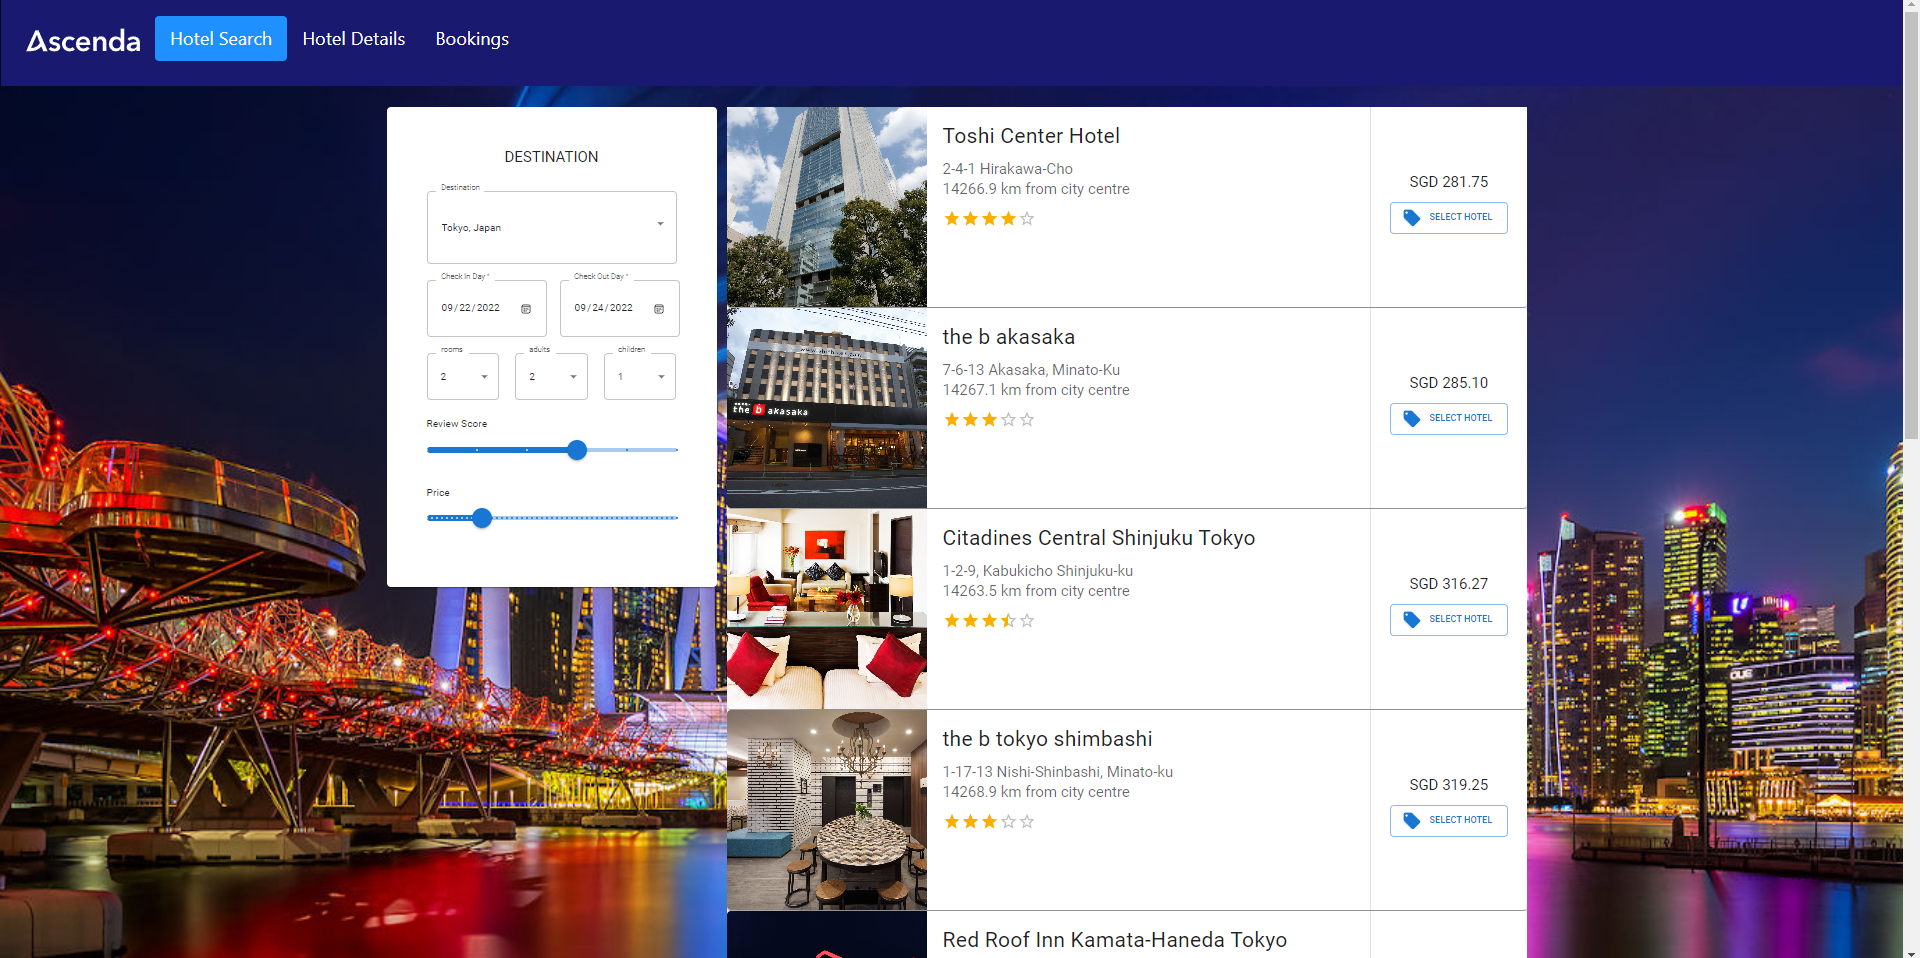 Ascenda
Hotel Search
Hotel Details
Bookings
DESTINATION
Destination
Tokyo, Japan
Check In Day *
Check Out Day *
09/22/2022
09/24/2022
rooms
adults
children
2
2
1
Review Score
Price
Toshi Center Hotel
2-4-1 Hirakawa-Cho
14266.9 km from city centre
SGD 281.75
SELECT HOTEL
the b akasaka
the b akasaka
7-6-13 Akasaka, Minato-Ku
14267.1 km from city centre
SGD 285.10
SELECT HOTEL
Citadines Central Shinjuku Tokyo
1-2-9, Kabukicho Shinjuku-ku
14263.5 km from city centre
SGD 316.27
SELECT HOTEL
the b tokyo shimbashi
1-17-13 Nishi-Shinbashi, Minato-ku
14268.9 km from city centre
SGD 319.25
SELECT HOTEL
Red Roof Inn Kamata-Haneda Tokyo
OUE